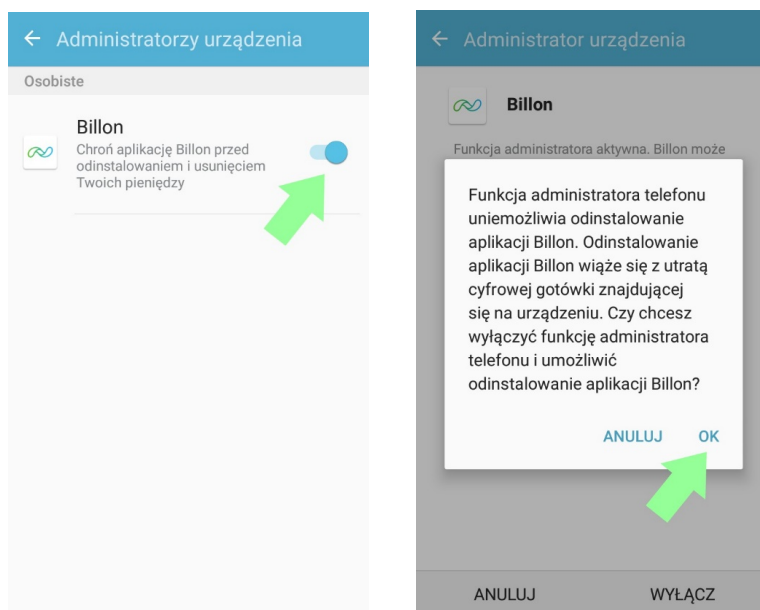 Administratorzy urządzenia
Osobiste
Billon
Chroń aplikację Billon przed
odinstalowaniem i usunięciem
Twoich pieniędzy
Administrator urządzenia
Billon
Funkcja administratora aktywna. Billon może
Funkcja administratora telefonu
uniemożliwia odinstalowanie
aplikacji Billon. Odinstalowanie
aplikacji Billon wiąże się z utratą
cyfrowej gotówki znajdującej
się na urządzeniu. Czy chcesz
wyłączyć funkcję administratora
telefonu i umożliwić
odinstalowanie aplikacji Billon?
ANULUJ OK
ANULUJ WYŁĄCZ